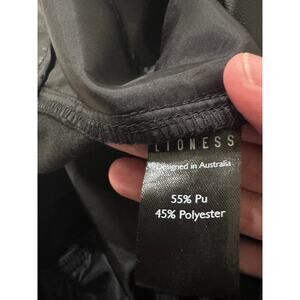 LIONESS
Designed in Australia
55% Pu
45% Polyester